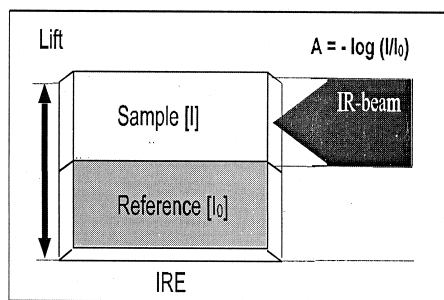 Lift
A = - log (I/I₀)
Sample [I]
IR-beam
Reference [I₀]
IRE